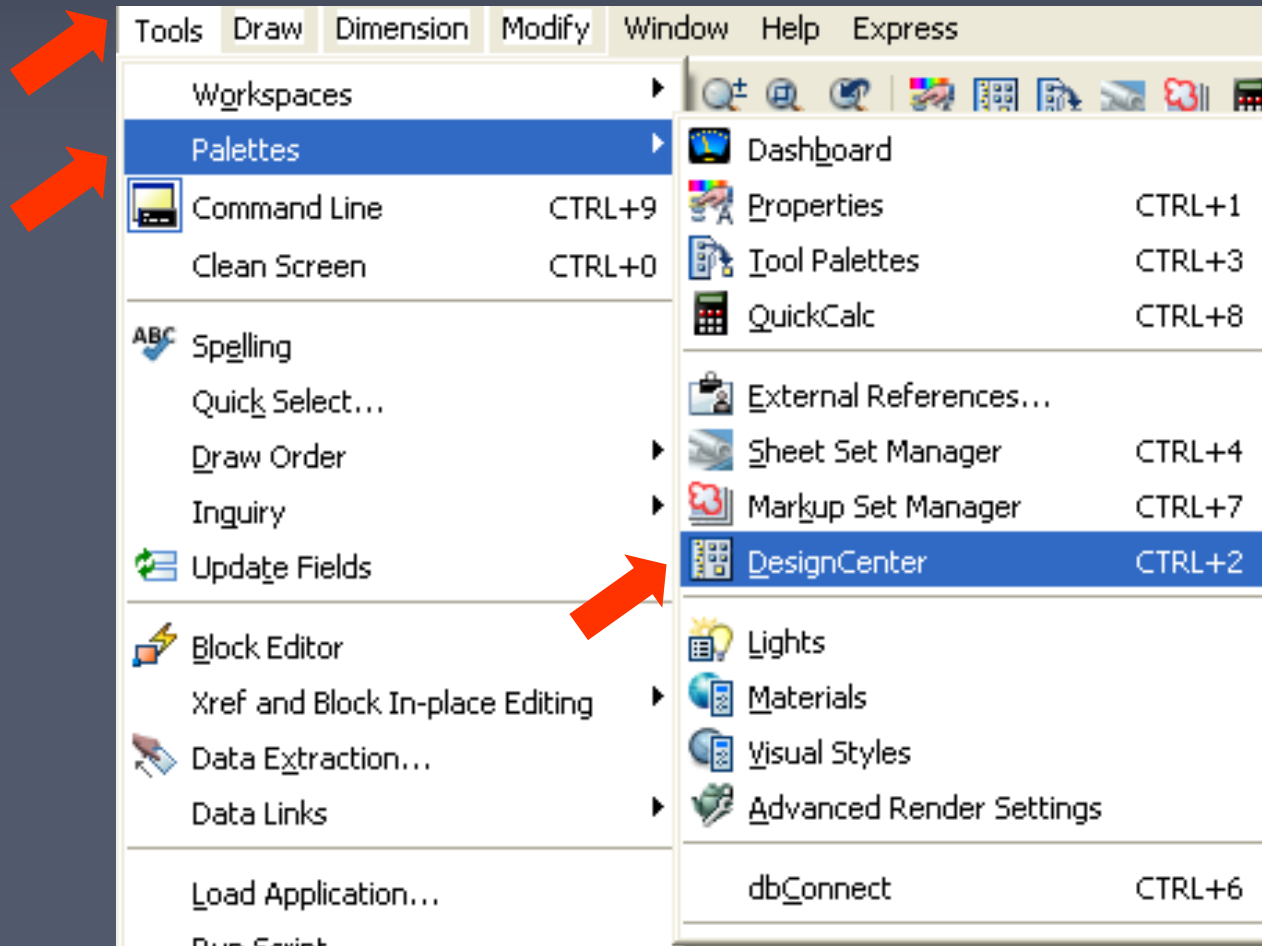 Tools Draw Dimension Modify Window Help Express
Workspaces
Palettes
Command Line CTRL+9
Clean Screen CTRL+0
ABC Spelling
Quick Select...
Draw Order
Inquiry
Update Fields
Block Editor
Xref and Block In-place Editing
Data Extraction...
Data Links
Load Application...
Run Script...
Dashboard
Properties CTRL+1
Tool Palettes CTRL+3
QuickCalc CTRL+8
External References...
Sheet Set Manager CTRL+4
Markup Set Manager CTRL+7
DesignCenter CTRL+2
Lights
Materials
Visual Styles
Advanced Render Settings
dbConnect CTRL+6